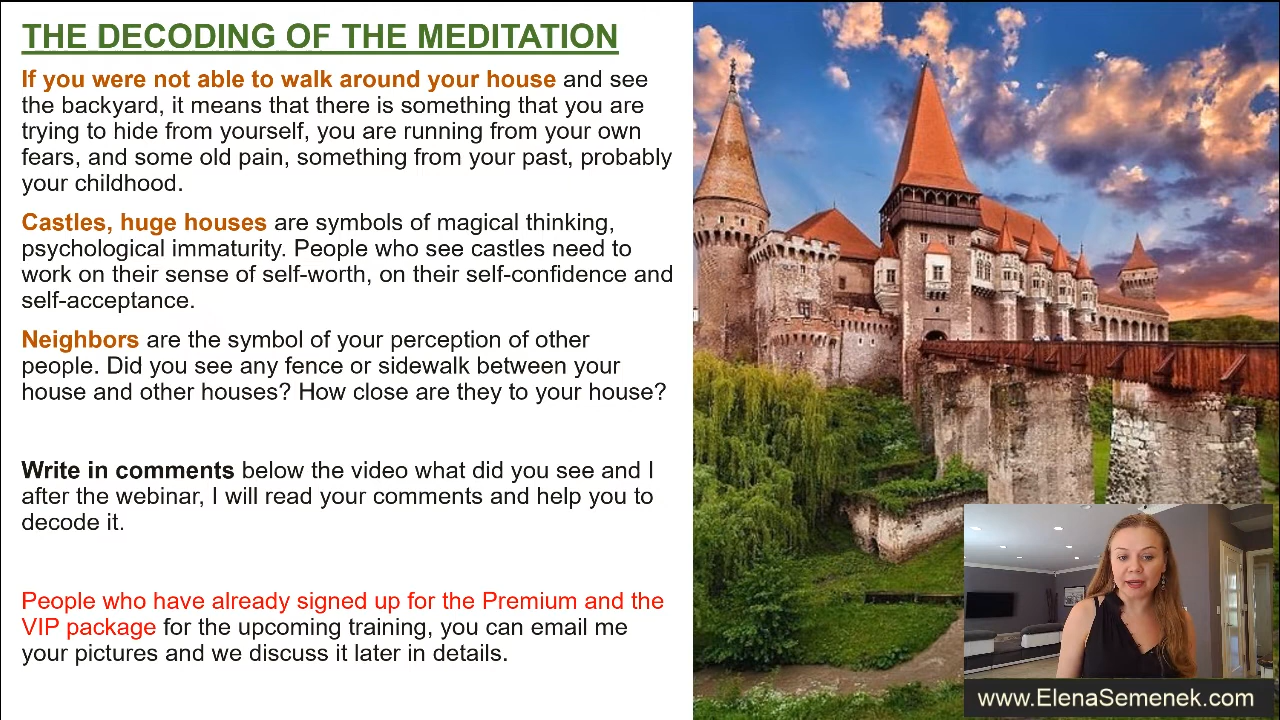 THE DECODING OF THE MEDITATION
If you were not able to walk around your house and see
the backyard, it means that there is something that you are
trying to hide from yourself, you are running from your own
fears, and some old pain, something from your past, probably
your childhood.
Castles, huge houses are symbols of magical thinking,
psychological immaturity. People who see castles need to
work on their sense of self-worth, on their self-confidence and
self-acceptance.
Neighbors are the symbol of your perception of other
people. Did you see any fence or sidewalk between your
house and other houses? How close are they to your house?
Write in comments below the video what did you see and I
after the webinar, I will read your comments and help you to
decode it.
People who have already signed up for the Premium and the
VIP package for the upcoming training, you can email me
your pictures and we discuss it later in details.
www.ElenaSemenek.com